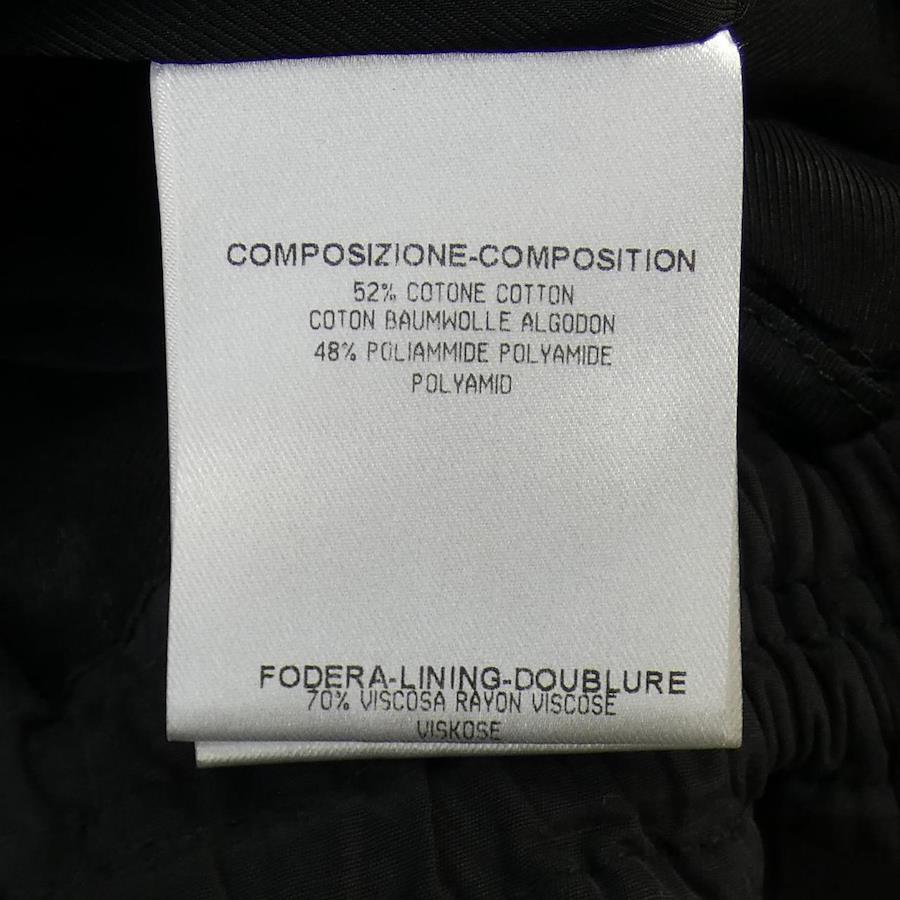 COMPOSIZIONE-COMPOSITION
52% COTONE COTTON
COTON BAUMWOLLE ALGODON
48% POLIAMMIDE POLYAMIDE
POLYAMID
FODERA-LINING-DOUBLURE
70% VISCOSA RAYON VISCOSE
VISKOSE